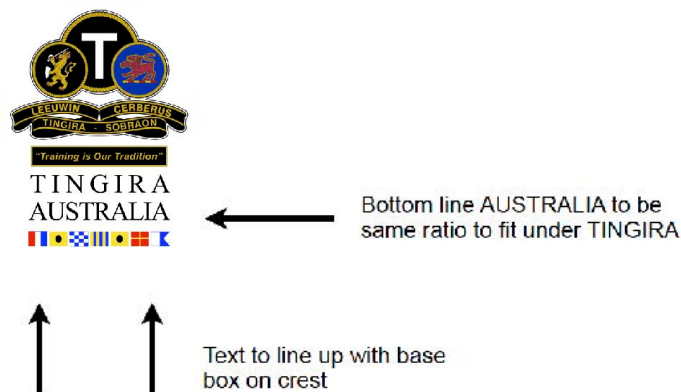 T
LEEUWIN CERBERUS
TINGIRA - SOBRAON
"Training is Our Tradition"
TINGIRA
AUSTRALIA
Bottom line AUSTRALIA to be
same ratio to fit under TINGIRA
Text to line up with base
box on crest